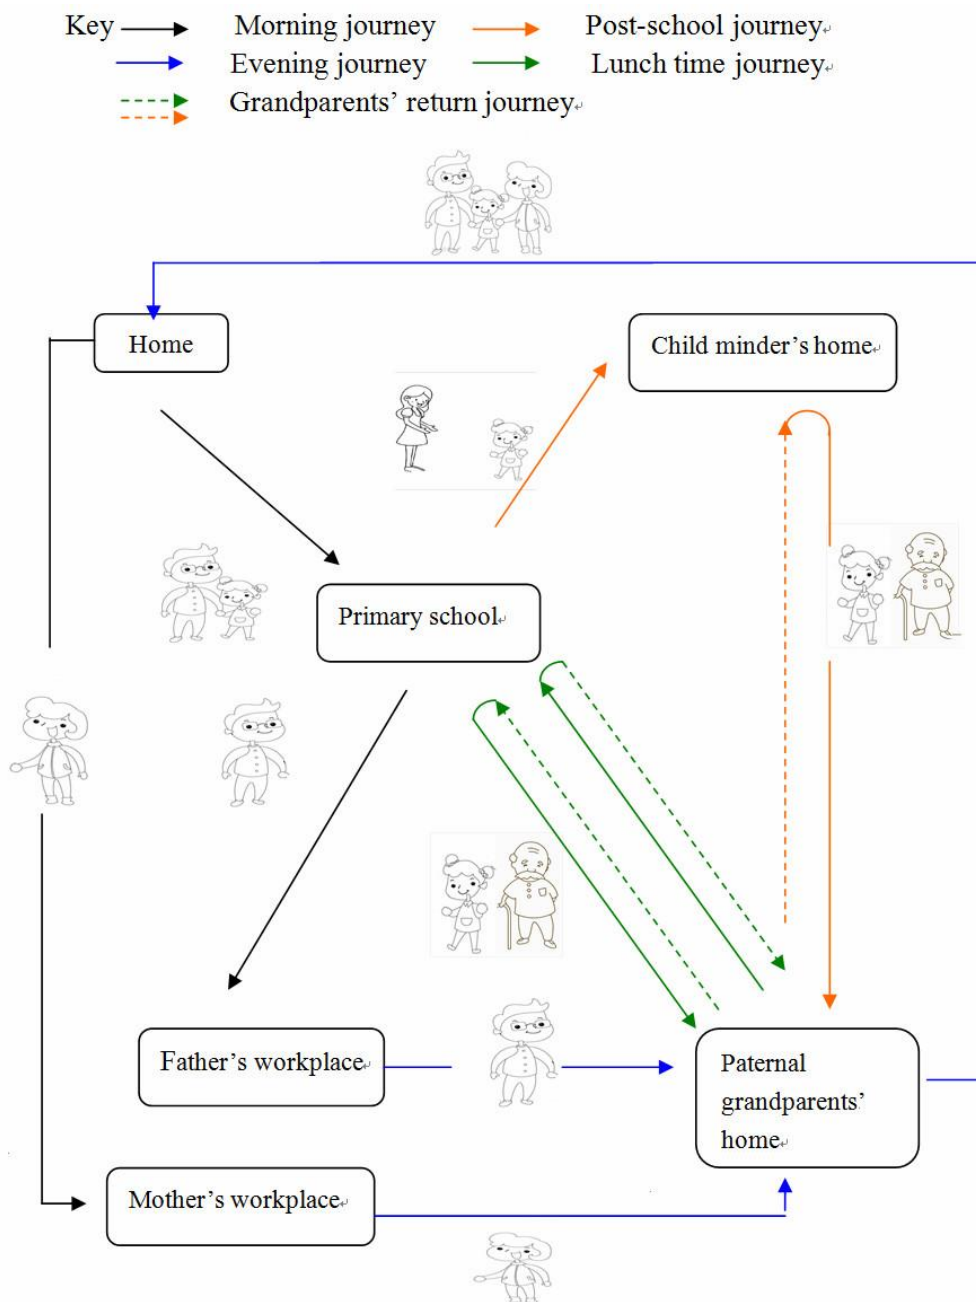 Key Morning journey Post-school journey
Evening journey Lunch time journey
Grandparents’ return journey
Home
Child minder’s home
Primary school
Father’s workplace
Paternal
grandparents’
home
Mother’s workplace